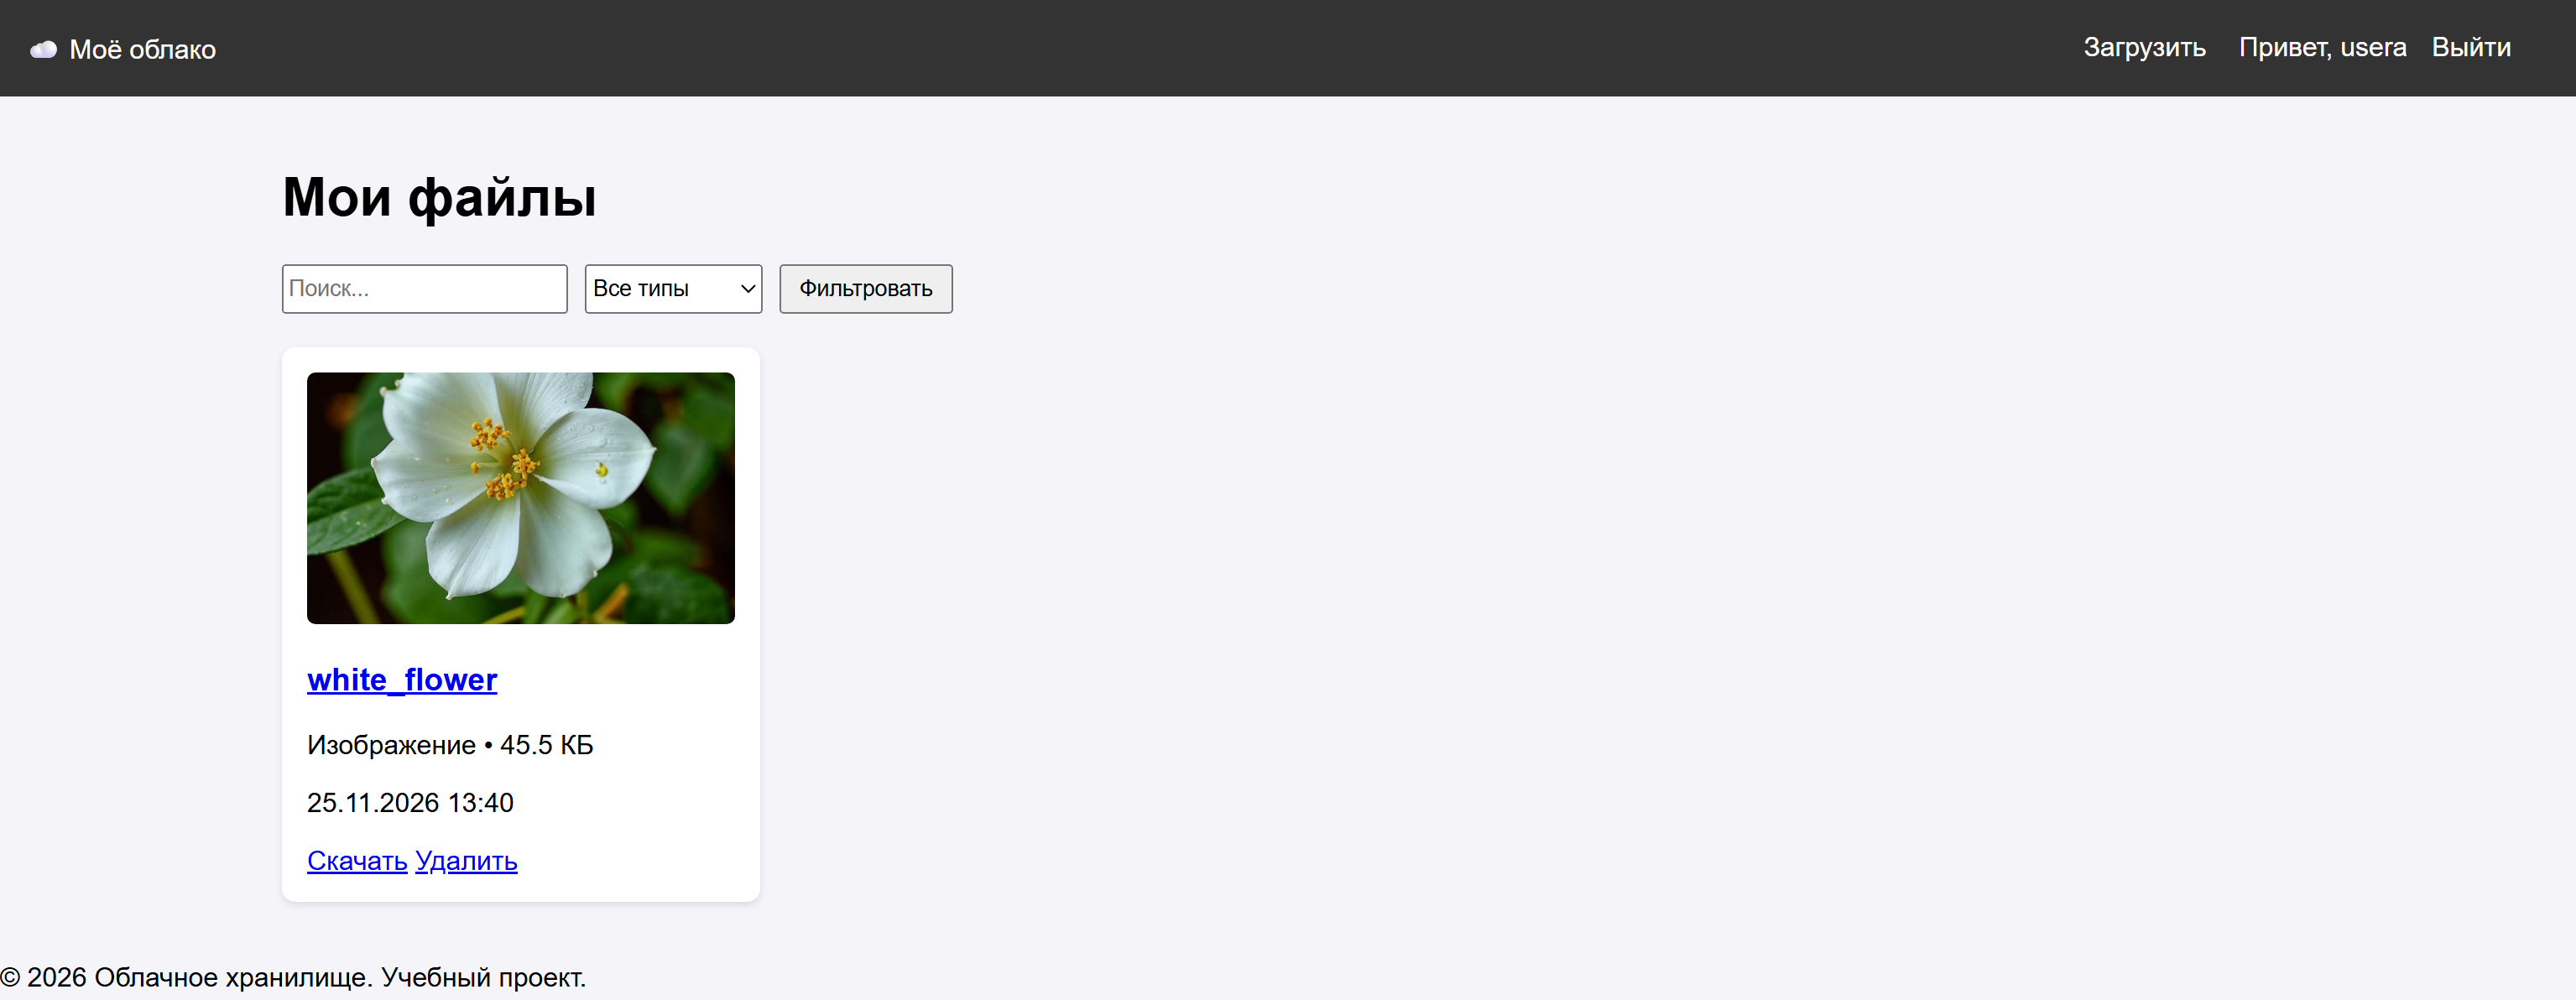 Моё облако
Загрузить Привет, usera Выйти
Мои файлы
Поиск... Все типы Фильтровать
white_flower
Изображение • 45.5 КБ
25.11.2026 13:40
Скачать Удалить
© 2026 Облачное хранилище. Учебный проект.